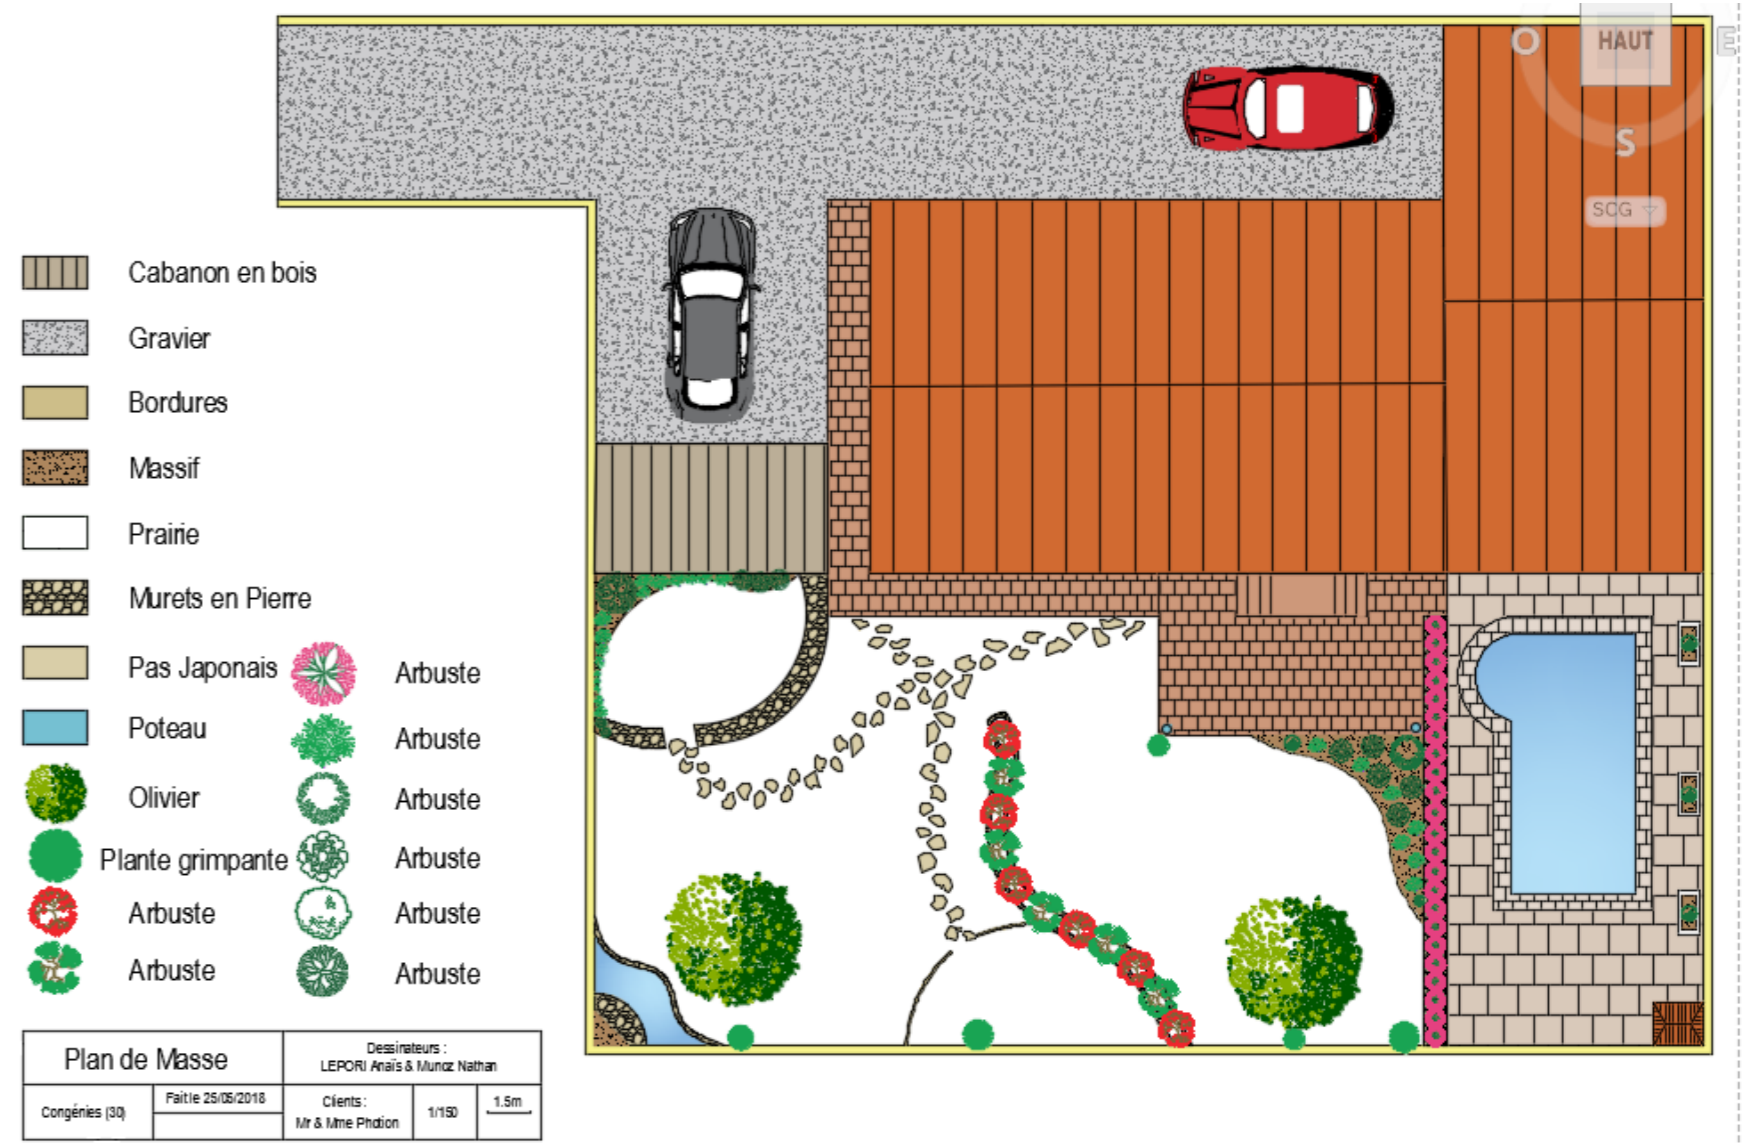 O
HAUT
E
S
SCG
Cabanon en bois
Gravier
Bordures
Massif
Prairie
Murets en Pierre
Pas Japonais
Poteau
Olivier
Plante grimpante
Arbuste
Arbuste
Arbuste
Arbuste
Arbuste
Arbuste
Arbuste
Arbuste
Plan de Masse
Dessinateurs :
LEPORI Anaïs & Munoz Nathan
Congénies (30)
Fait le 25/05/2018
Clients :
Mr & Mme Photion
1/150
1.5m